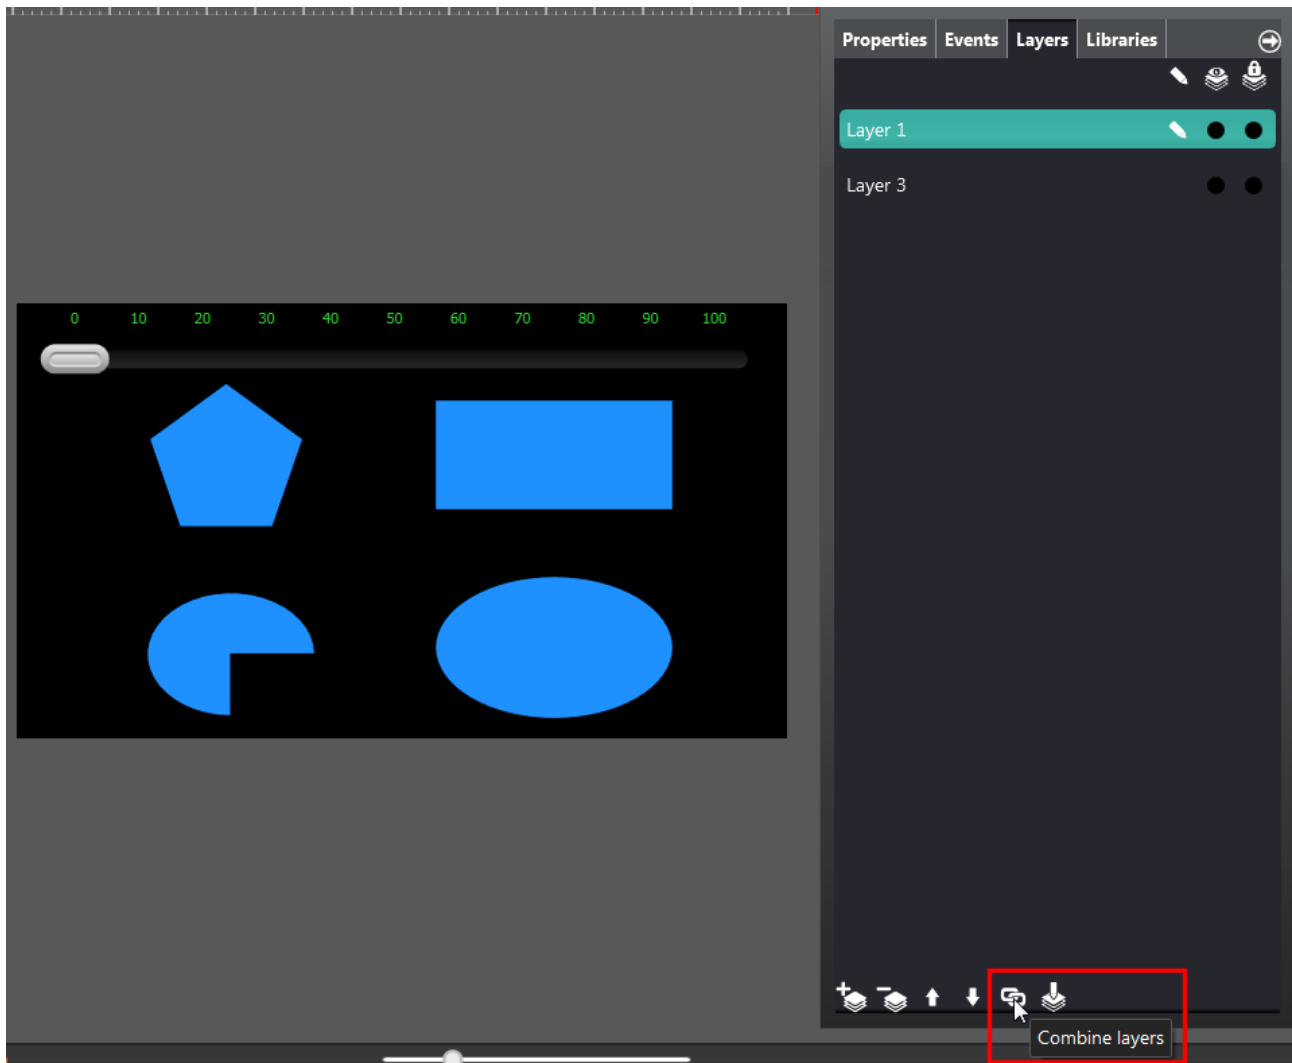 Properties Events Layers Libraries
Layer 1
Layer 3
0 10 20 30 40 50 60 70 80 90 100
Combine layers